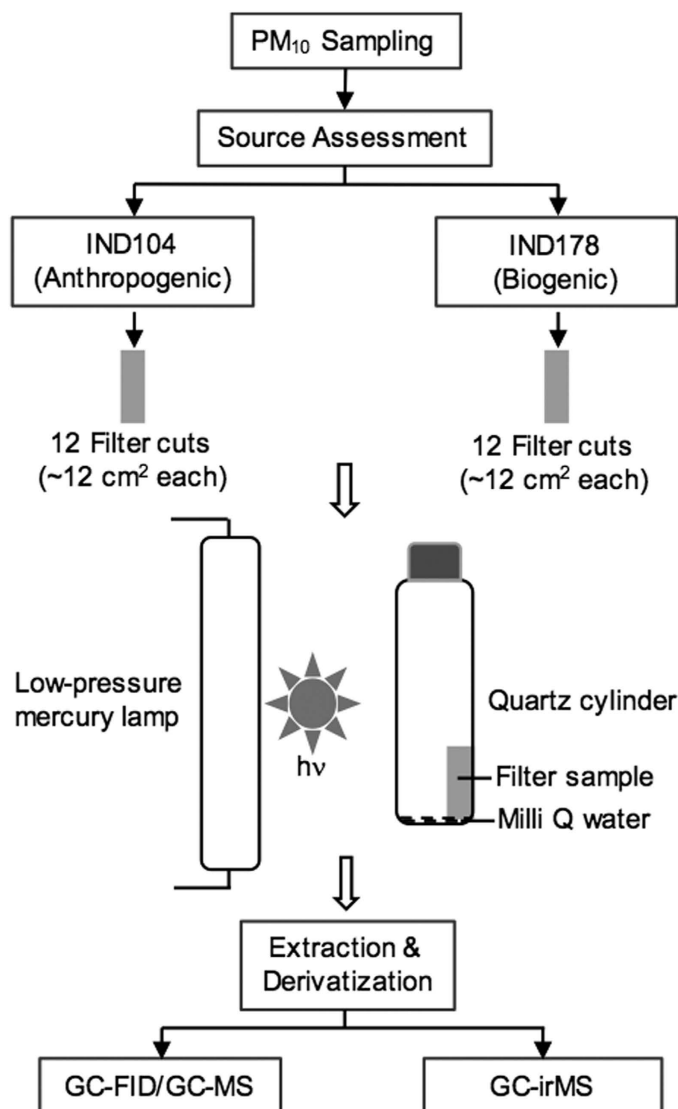 PM₁₀ Sampling
Source Assessment
IND104
(Anthropogenic)
IND178
(Biogenic)
12 Filter cuts
(~12 cm² each)
12 Filter cuts
(~12 cm² each)
Low-pressure
mercury lamp
hν
Quartz cylinder
Filter sample
Milli Q water
Extraction &
Derivatization
GC-FID/GC-MS
GC-irMS